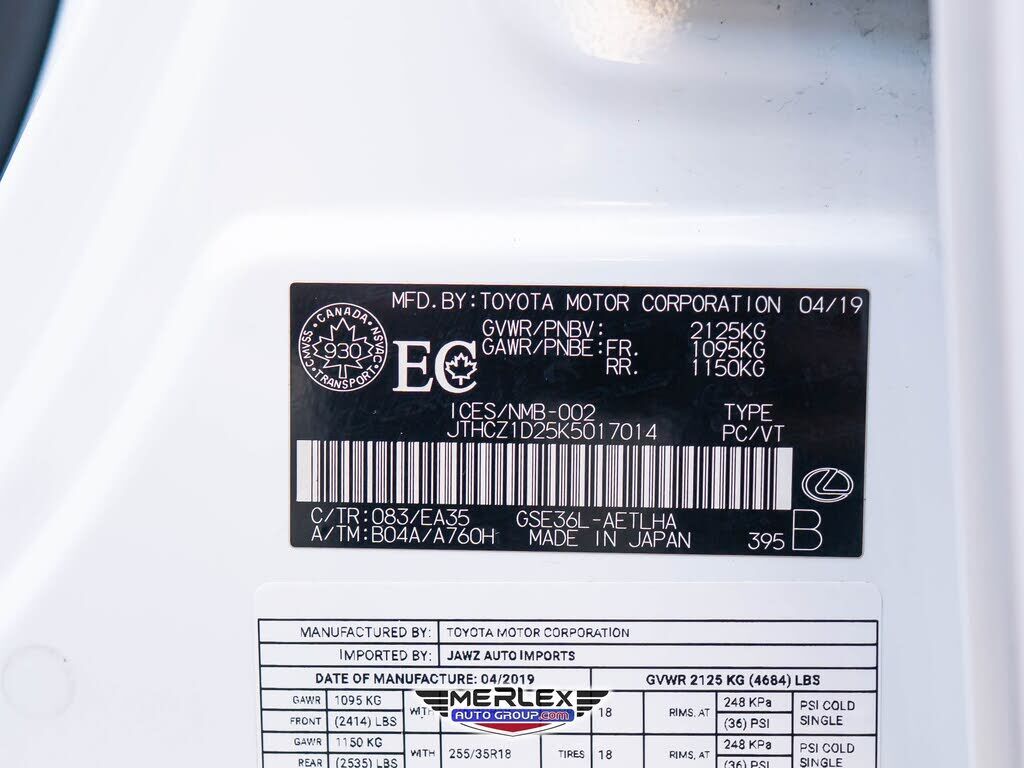 MFD.BY:TOYOTA MOTOR CORPORATION 04/19
CANADA
CMVSS 930 NSVAC
TRANSPORT
EC
GVWR/PNBV: 2125KG
GAWR/PNBE:FR. 1095KG
RR. 1150KG
ICES/NMB-002 TYPE
JTHCZ1D25K5017014 PC/VT
C/TR:083/EA35 GSE36L-AETLHA
A/TM:B04A/A760H MADE IN JAPAN 395 B
MANUFACTURED BY: TOYOTA MOTOR CORPORATION
IMPORTED BY: JAWZ AUTO IMPORTS
DATE OF MANUFACTURE: 04/2019 GVWR 2125 KG (4684) LBS
GAWR 1095 KG WITH 18 RIMS, AT 248 KPa PSI COLD
FRONT (2414) LBS (36) PSI SINGLE
MERLEX
AUTO GROUP.com
GAWR 1150 KG WITH 255/35R18 TIRES 18 RIMS, AT 248 KPa PSI COLD
REAR (2535) LBS (36) PSI SINGLE